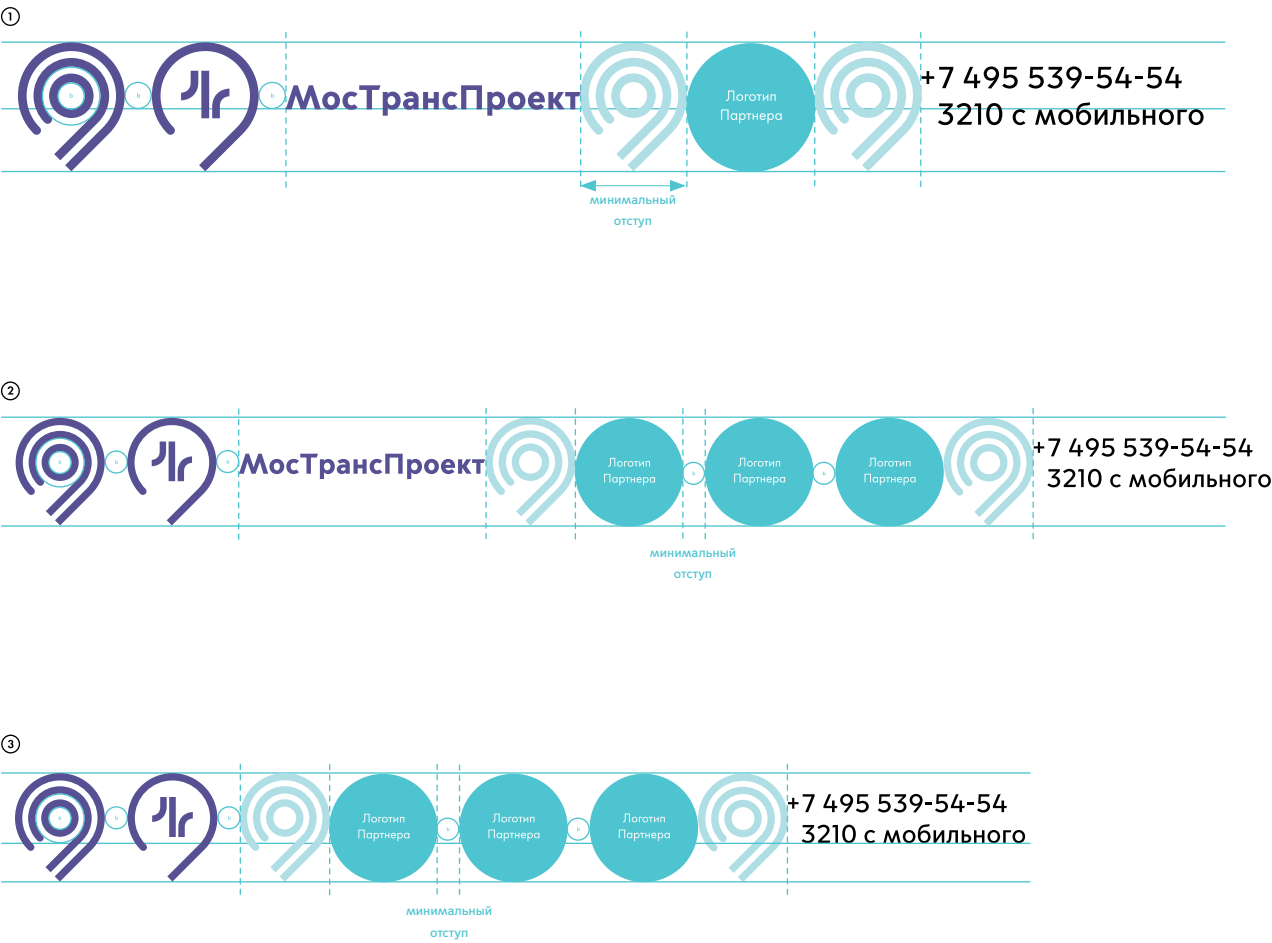 1
МосТрансПроект
Логотип
Партнера
+7 495 539-54-54
3210 с мобильного
минимальный
отступ
2
МосТрансПроект
Логотип
Партнера
Логотип
Партнера
Логотип
Партнера
+7 495 539-54-54
3210 с мобильного
минимальный
отступ
3
Логотип
Партнера
Логотип
Партнера
Логотип
Партнера
+7 495 539-54-54
3210 с мобильного
минимальный
отступ